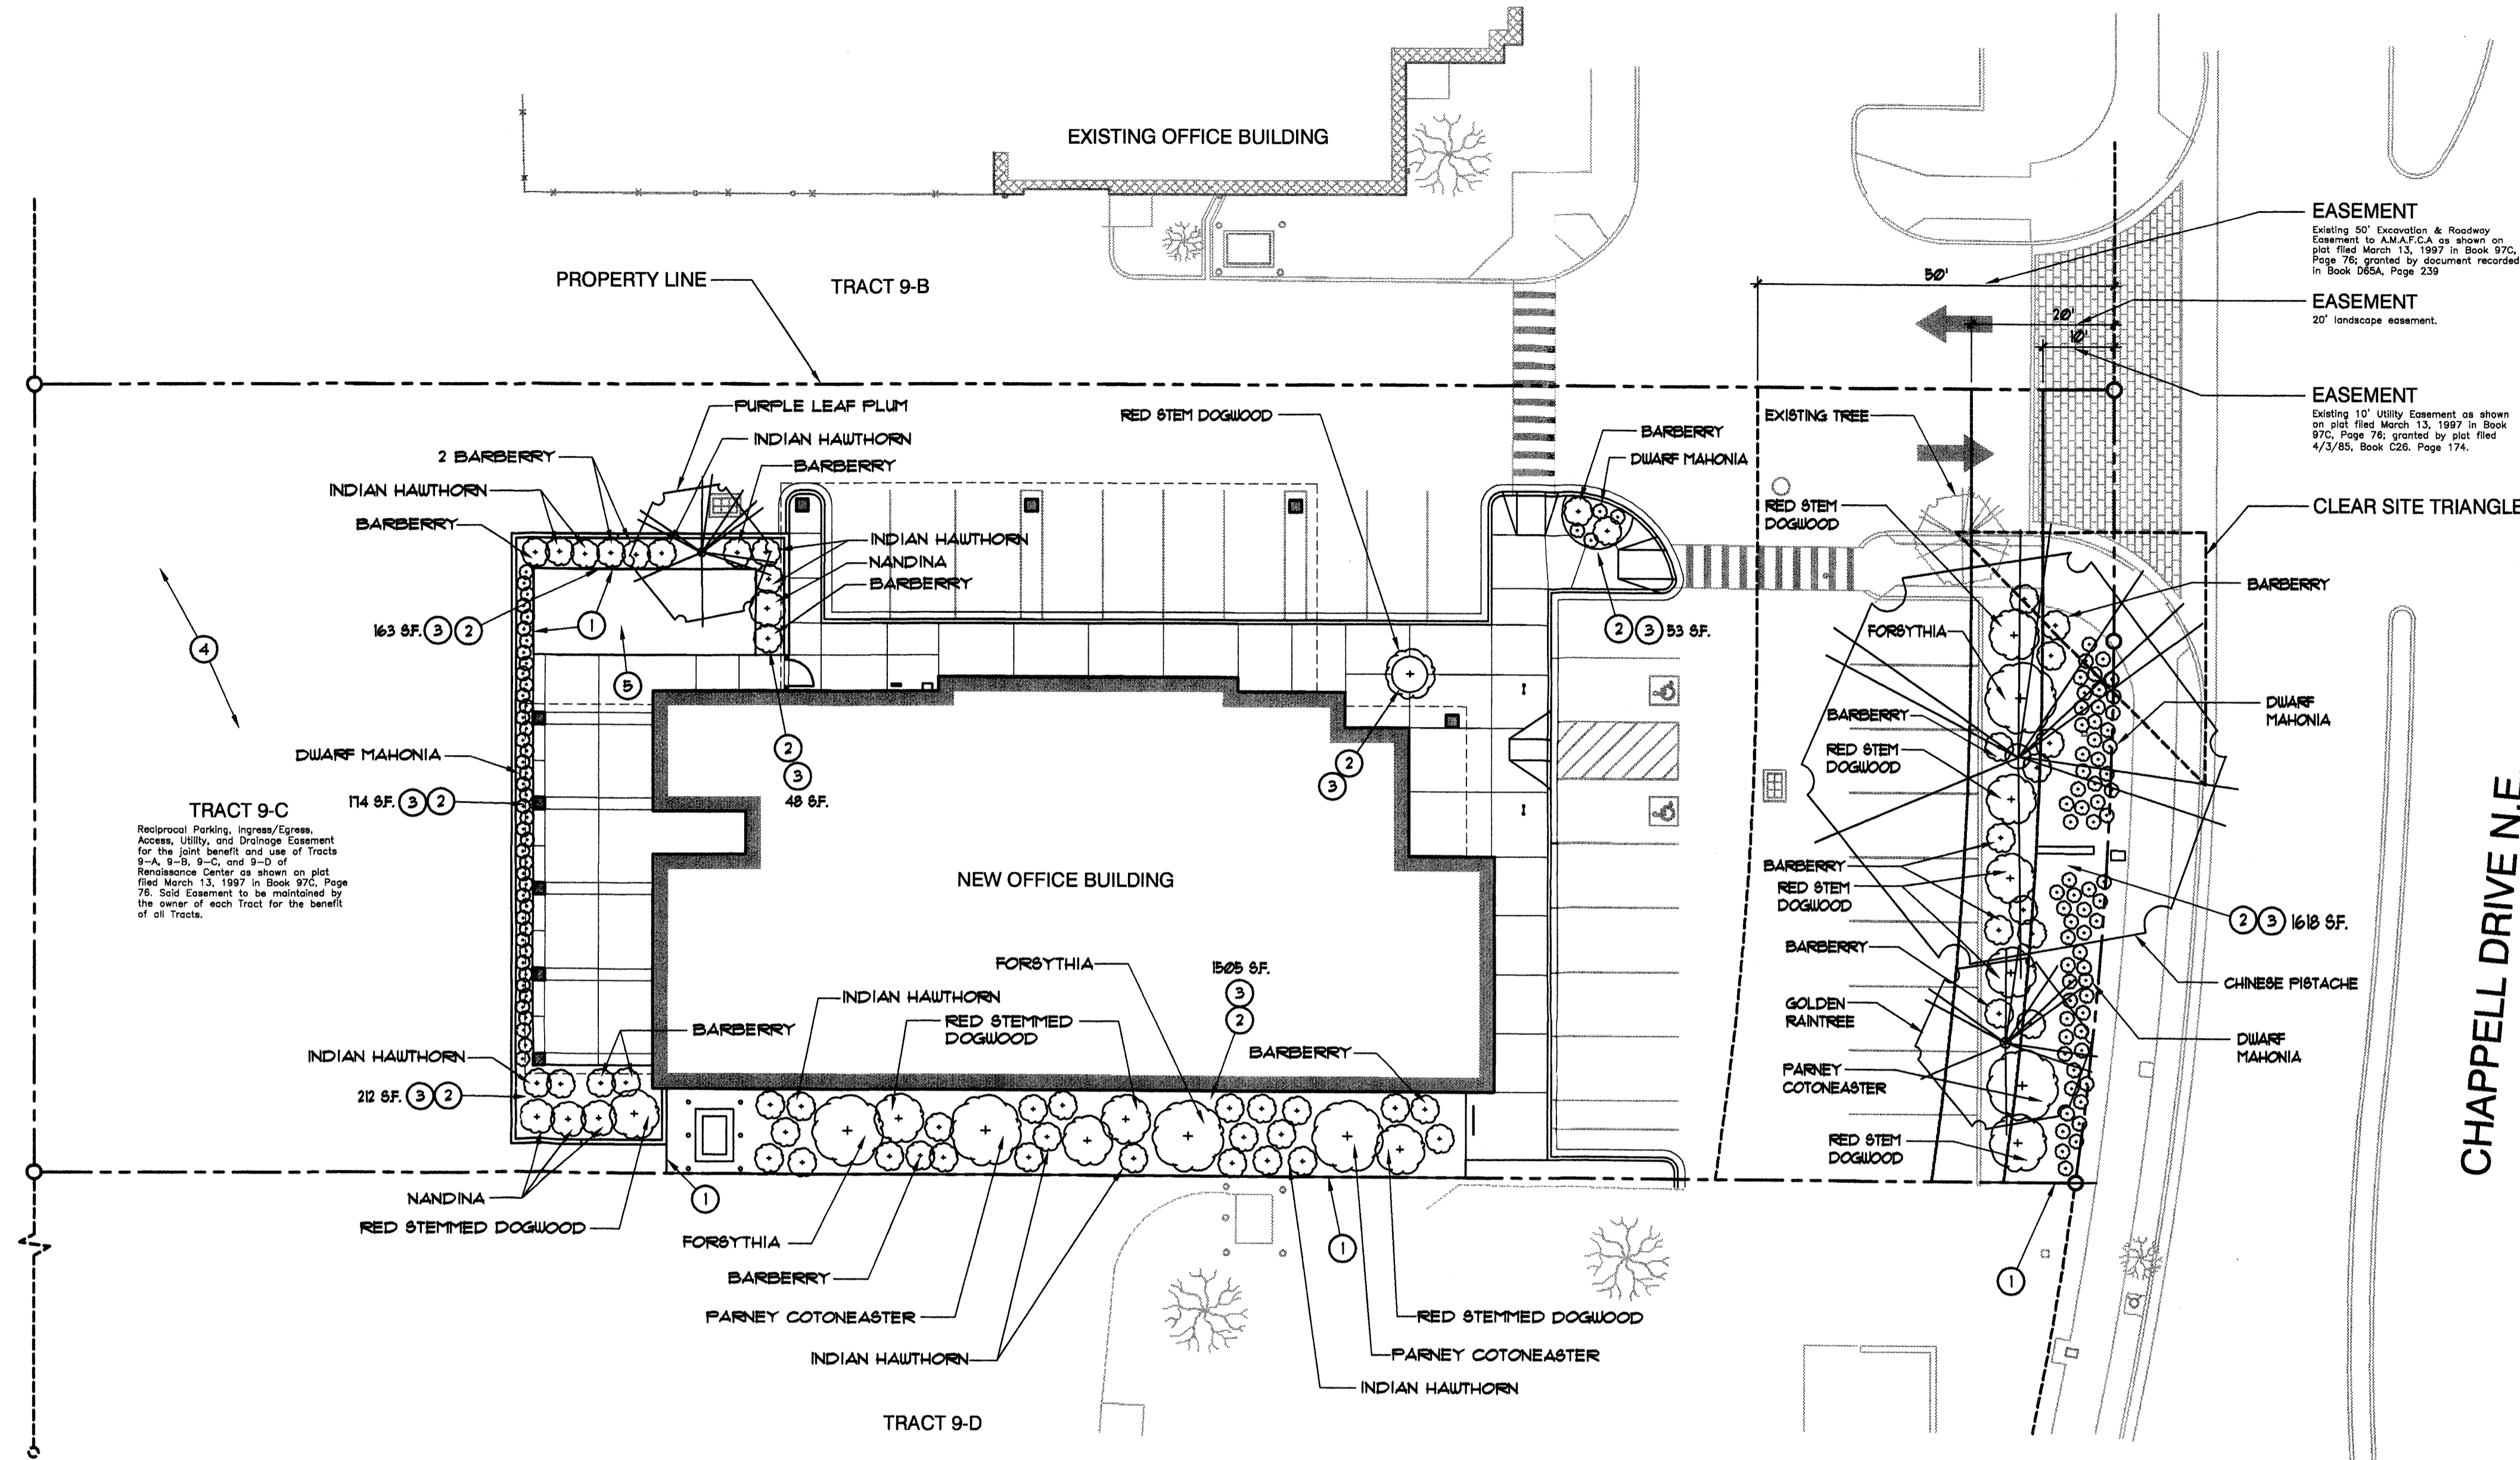 EXISTING OFFICE BUILDING
PROPERTY LINE
TRACT 9-B
EASEMENT
Existing 50' Excavation & Roadway
Easement to A.M.A.F.C.A as shown on
plat filed March 13, 1997 in Book 97C,
Page 76; granted by document recorded
in Book D65A, Page 239
50'
EASEMENT
20' landscape easement.
20'
10'
EASEMENT
Existing 10' Utility Easement as shown
on plat filed March 13, 1997 in Book
97C, Page 76; granted by plat filed
4/3/85, Book C26. Page 174.
CLEAR SITE TRIANGLE
PURPLE LEAF PLUM
INDIAN HAWTHORN
BARBERRY
2 BARBERRY
INDIAN HAWTHORN
BARBERRY
INDIAN HAWTHORN
NANDINA
BARBERRY
RED STEM DOGWOOD
BARBERRY
DWARF MAHONIA
EXISTING TREE
RED STEM
DOGWOOD
163 SF. 3 2
1
4
5
2 3 53 SF.
FORSYTHIA
BARBERRY
BARBERRY
RED STEM
DOGWOOD
DWARF
MAHONIA
2
3
48 SF.
2
3
DWARF MAHONIA
174 SF. 3 2
TRACT 9-C
Reciprocal Parking, Ingress/Egress,
Access, Utility, and Drainage Easement
for the joint benefit and use of Tracts
9-A, 9-B, 9-C, and 9-D of
Renaissance Center as shown on plat
filed March 13, 1997 in Book 97C, Page
76. Said Easement to be maintained by
the owner of each Tract for the benefit
of all Tracts.
NEW OFFICE BUILDING
BARBERRY
RED STEM
DOGWOOD
BARBERRY
GOLDEN
RAINTREE
PARNEY
COTONEASTER
RED STEM
DOGWOOD
2 3 1618 SF.
CHINESE PISTACHE
DWARF
MAHONIA
CHAPPELL DRIVE N.E.
FORSYTHIA
1505 SF.
3
2
INDIAN HAWTHORN
RED STEMMED
DOGWOOD
BARBERRY
BARBERRY
INDIAN HAWTHORN
212 SF. 3 2
NANDINA
RED STEMMED DOGWOOD
1
FORSYTHIA
BARBERRY
PARNEY COTONEASTER
INDIAN HAWTHORN
1
RED STEMMED DOGWOOD
PARNEY COTONEASTER
INDIAN HAWTHORN
1
TRACT 9-D